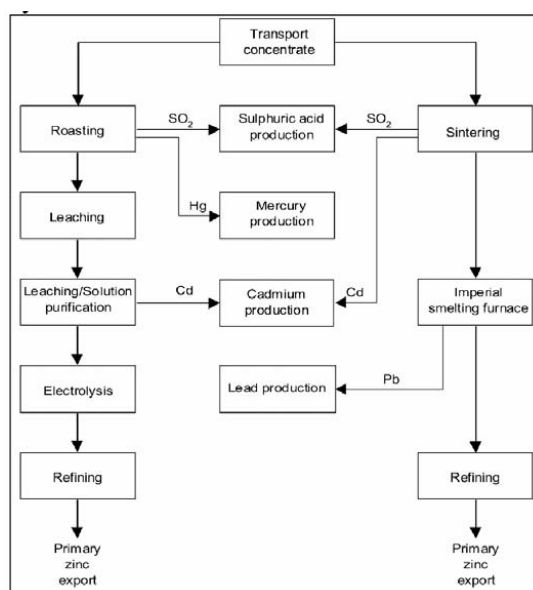 Transport
concentrate
Roasting
SO2
Sulphuric acid
production
SO2
Sintering
Hg
Leaching
Mercury
production
Leaching/Solution
purification
Cd
Cadmium
production
Cd
Imperial
smelting furnace
Electrolysis
Lead production
Pb
Refining
Refining
Primary
zinc
export
Primary
zinc
export